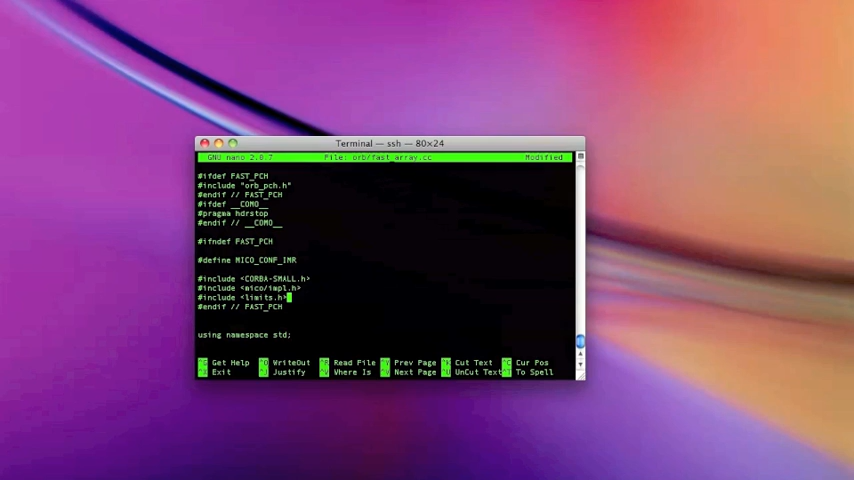 Terminal — ssh — 80×24
GNU nano 2.0.7 File: orb/fast_array.cc Modified
#ifdef FAST_PCH
#include "orb_pch.h"
#endif // FAST_PCH
#ifdef __COMO__
#pragma hdrstop
#endif // __COMO__
#ifndef FAST_PCH
#define MICO_CONF_IMR
#include <CORBA-SMALL.h>
#include <mico/impl.h>
#include <limits.h>
#endif // FAST_PCH
using namespace std;
Get Help WriteOut Read File Prev Page Cut Text Cur Pos
Exit Justify Where Is Next Page UnCut Text To Spell